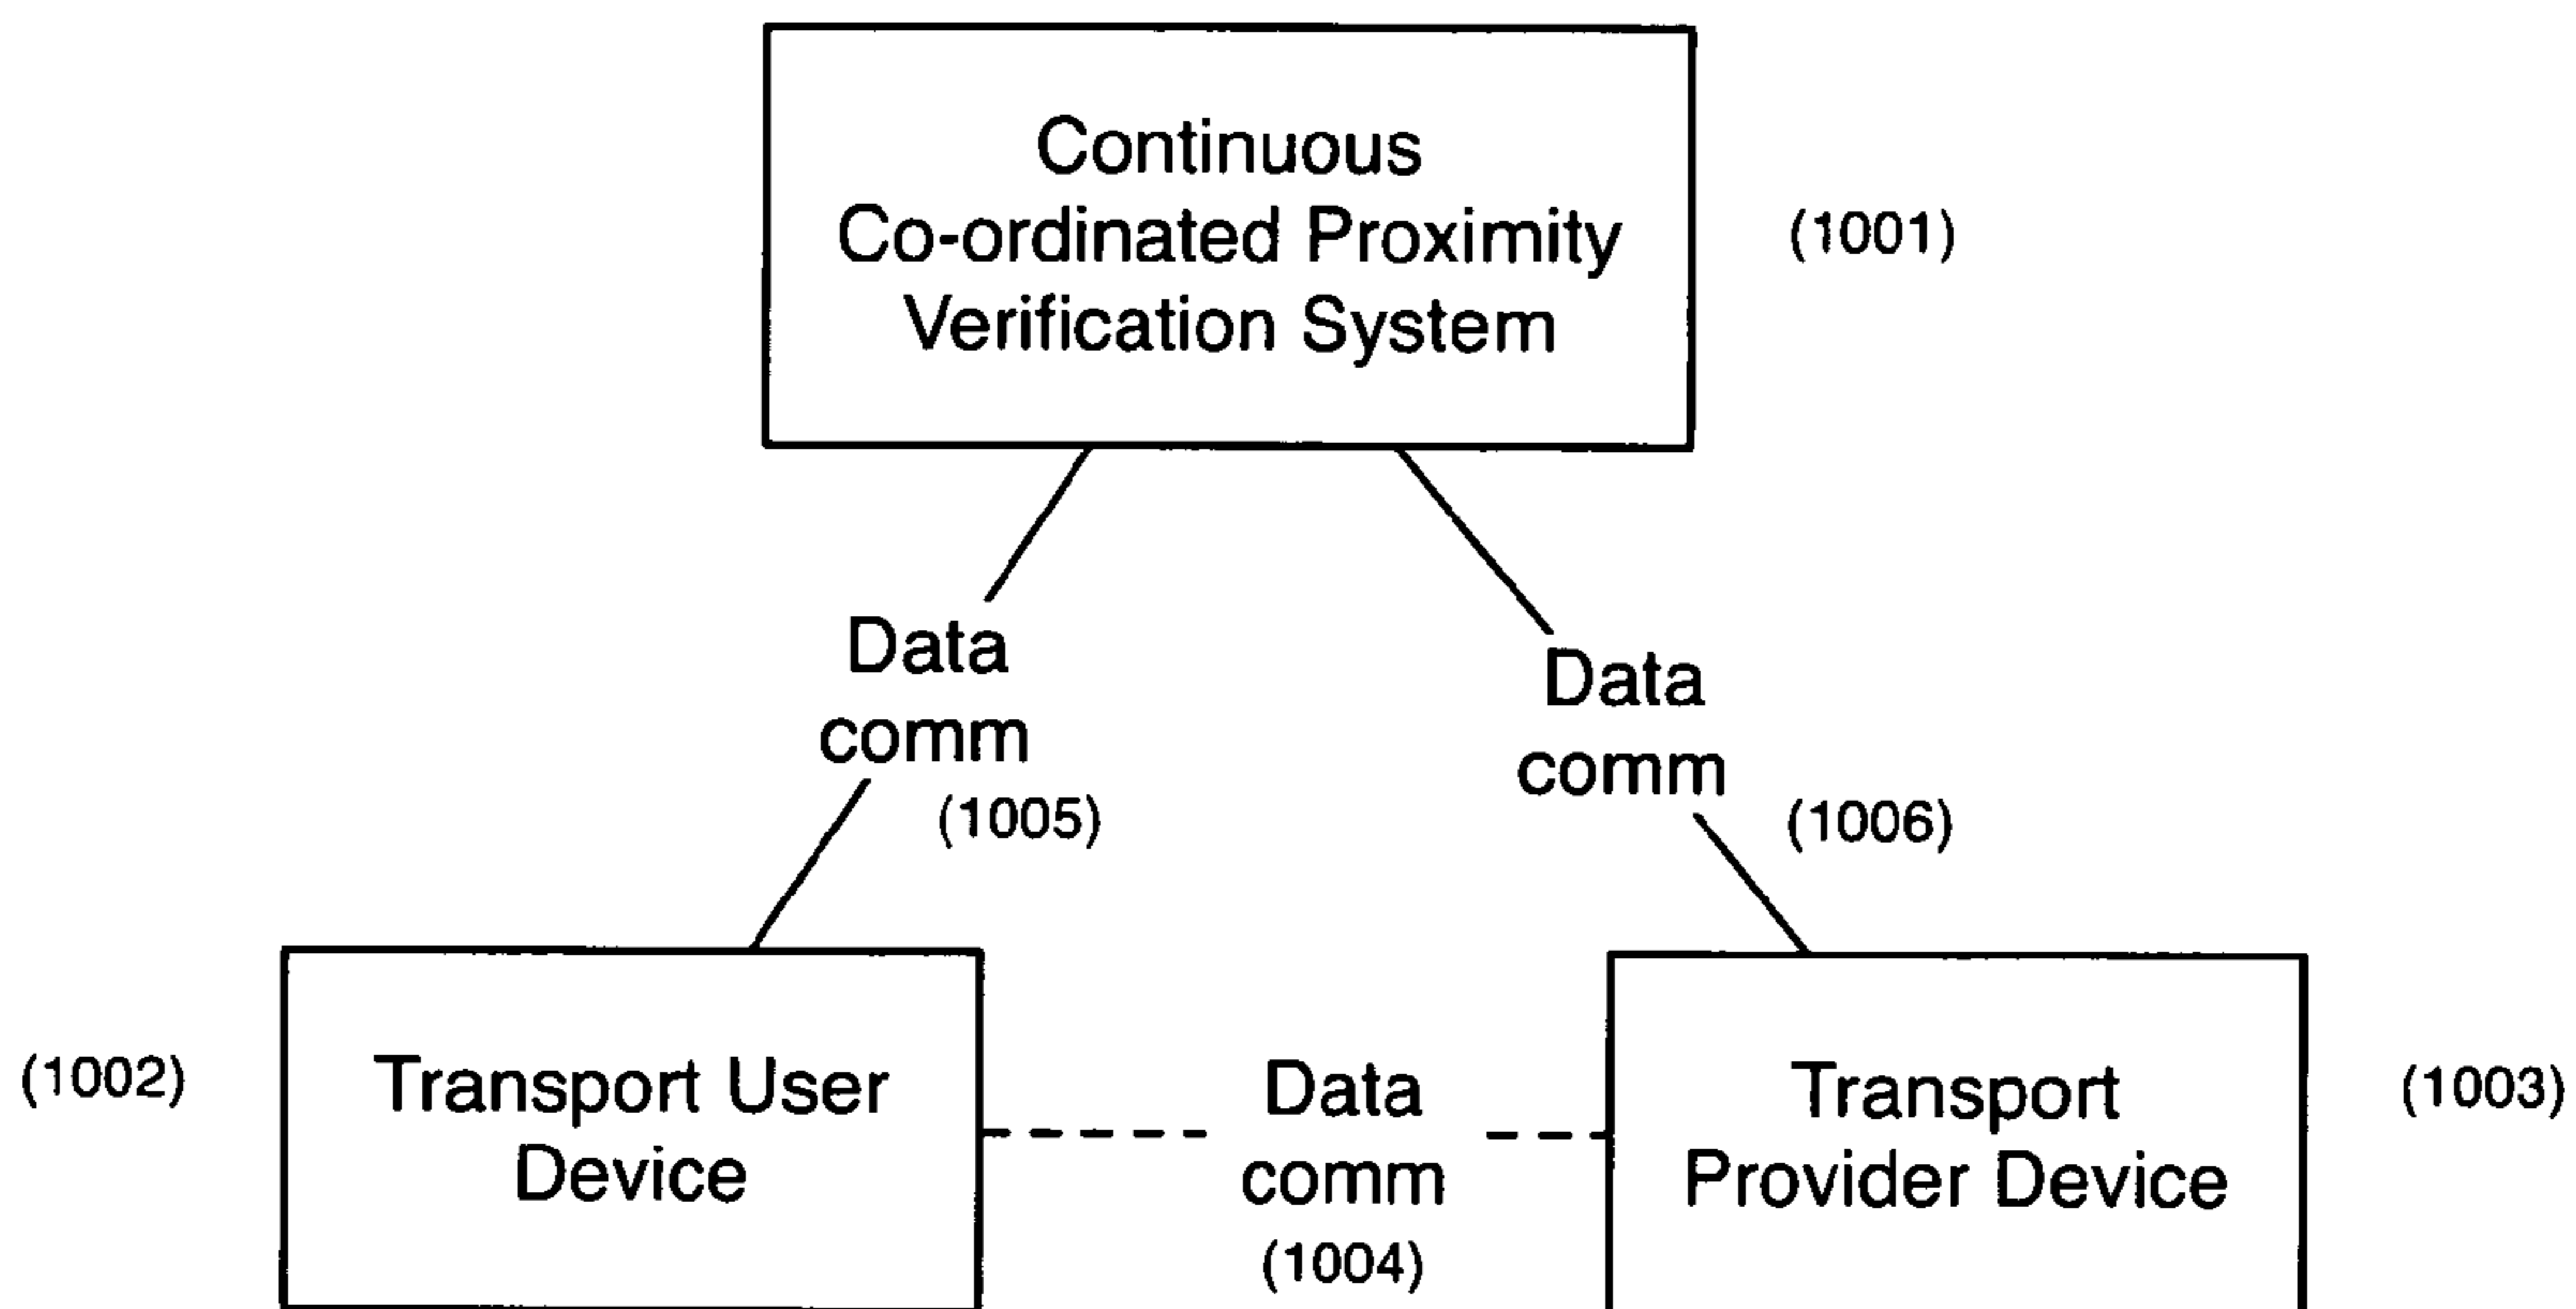 Continuous
Co-ordinated Proximity
Verification System
(1001)
Data
comm
(1005)
Data
comm
(1006)
(1002)
Transport User
Device
Data
comm
(1004)
Transport
Provider Device
(1003)